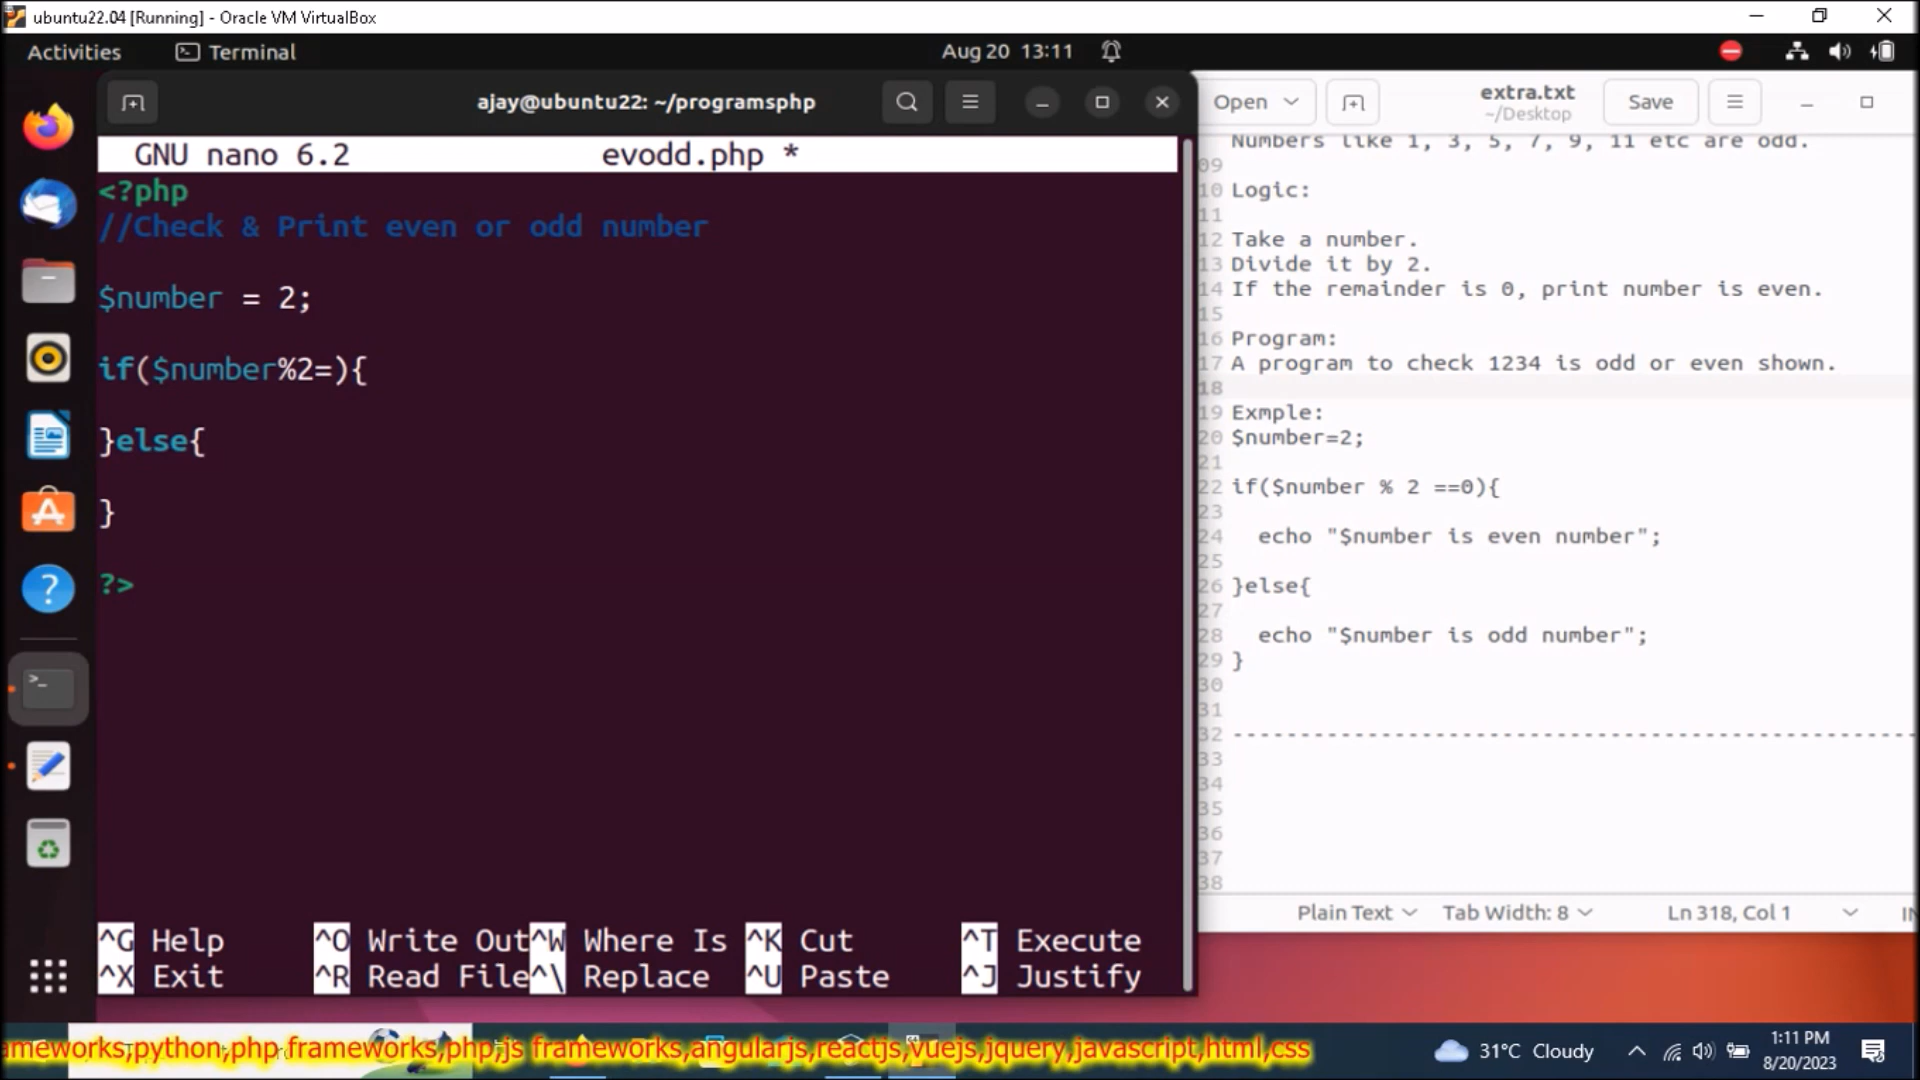 ubuntu22.04 [Running] - Oracle VM VirtualBox
Activities
Terminal
Aug 20 13:11
ajay@ubuntu22: ~/programsphp
GNU nano 6.2 evodd.php *
<?php
//Check & Print even or odd number
$number = 2;
if($number%2=){
}else{
}
?>
^G Help ^O Write Out ^W Where Is ^K Cut ^T Execute
^X Exit ^R Read File ^\ Replace ^U Paste ^J Justify
Open
extra.txt
~/Desktop
Save
Numbers like 1, 3, 5, 7, 9, 11 etc are odd.
09
10 Logic:
11
12 Take a number.
13 Divide it by 2.
14 If the remainder is 0, print number is even.
15
16 Program:
17 A program to check 1234 is odd or even shown.
18
19 Exmple:
20 $number=2;
21
22 if($number % 2 ==0){
23
24 echo "$number is even number";
25
26 }else{
27
28 echo "$number is odd number";
29 }
30
31
32 ---------------------------------------------------
33
34
35
36
37
38
Plain Text Tab Width: 8 Ln 318, Col 1 IN
ameworks,python,php frameworks,php,js frameworks,angularjs,reactjs,vuejs,jquery,javascript,html,css
31°C Cloudy
1:11 PM
8/20/2023